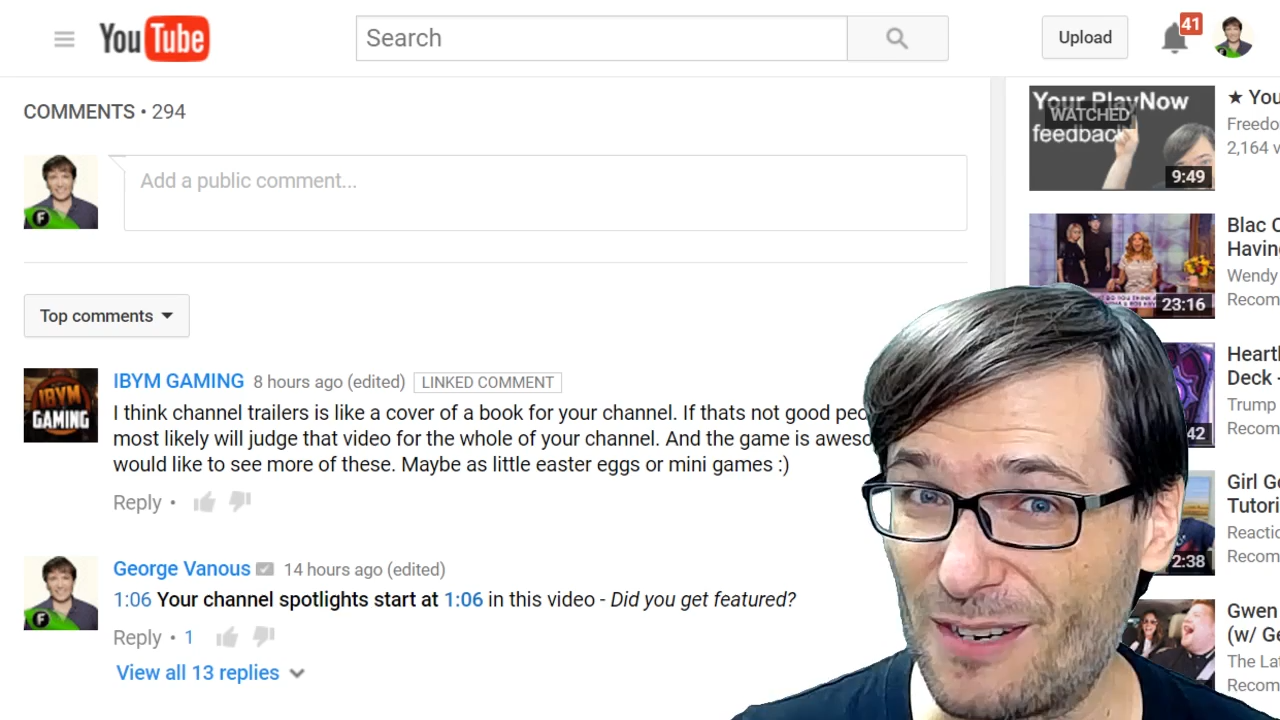 YouTube
Search
Upload
41
COMMENTS • 294
Add a public comment...
Top comments
IBYM GAMING 8 hours ago (edited) LINKED COMMENT
I think channel trailers is like a cover of a book for your channel. If thats not good
most likely will judge that video for the whole of your channel. And the game is
would like to see more of these. Maybe as little easter eggs or mini games :)
Reply •
IBYM
GAMING
George Vanous 14 hours ago (edited)
1:06 Your channel spotlights start at 1:06 in this video - Did you get featured?
Reply • 1
View all 13 replies
F
F
Your PlayNow
WATCHED
feedback
9:49
★ You
Freedo
2,164 v
23:16
Blac C
Having
Wendy
Recom
42
Heart
Deck -
Trump
Recom
2:38
Girl G
Tutori
Reactio
Recom
Gwen
(w/ Ge
The Lat
Recom